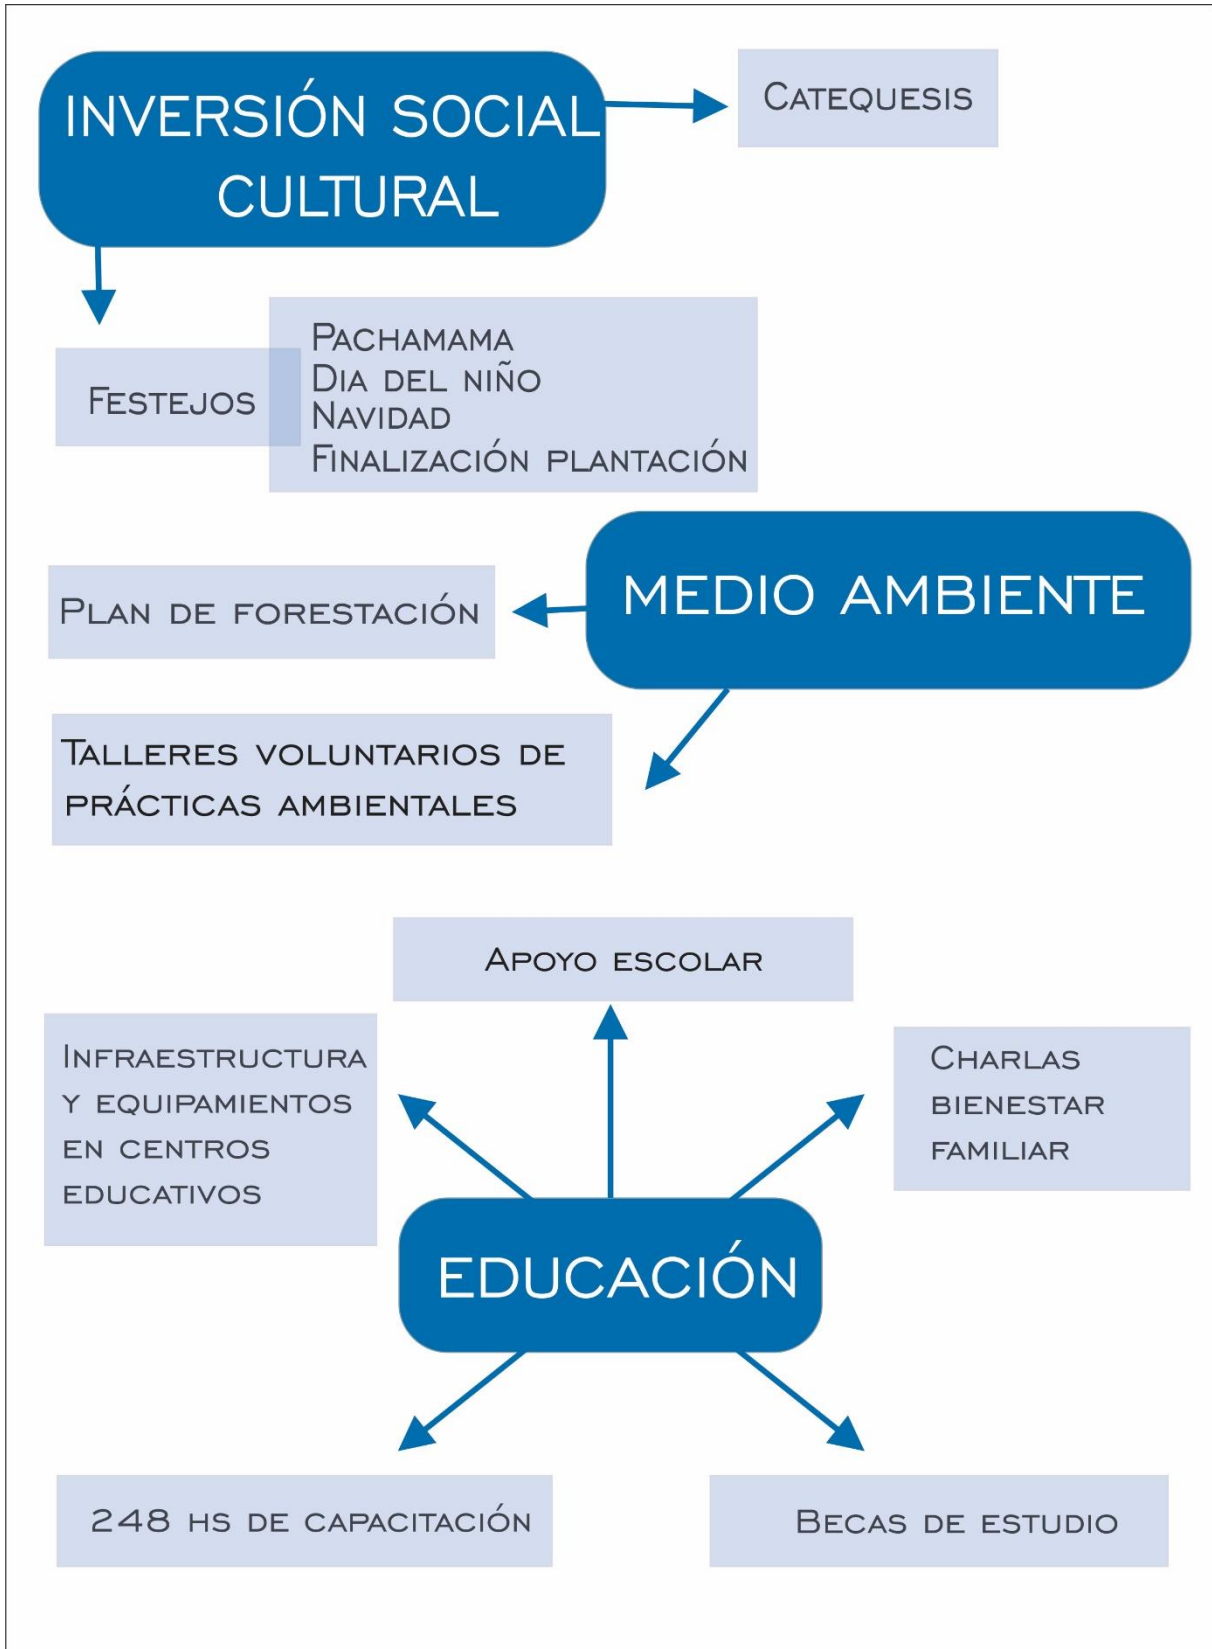 INVERSIÓN SOCIAL
CULTURAL
CATEQUESIS
FESTEJOS
PACHAMAMA
DIA DEL NIÑO
NAVIDAD
FINALIZACIÓN PLANTACIÓN
MEDIO AMBIENTE
PLAN DE FORESTACIÓN
TALLERES VOLUNTARIOS DE
PRÁCTICAS AMBIENTALES
APOYO ESCOLAR
INFRAESTRUCTURA
Y EQUIPAMIENTOS
EN CENTROS
EDUCATIVOS
CHARLAS
BIENESTAR
FAMILIAR
EDUCACIÓN
248 HS DE CAPACITACIÓN
BECAS DE ESTUDIO